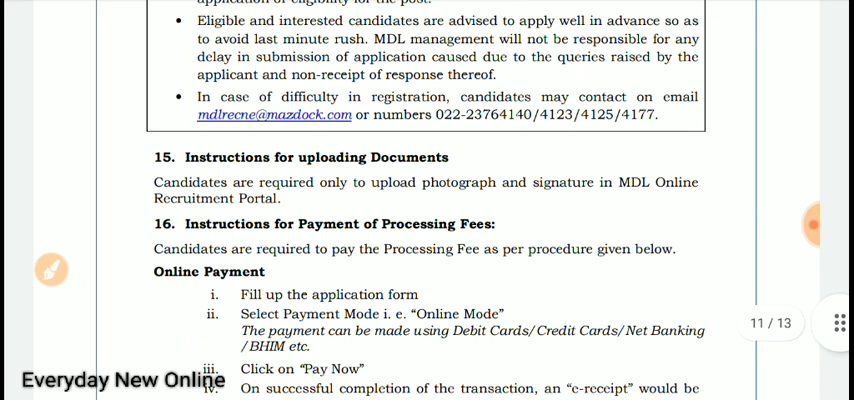 application of eligibility for the post.
• Eligible and interested candidates are advised to apply well in advance so as
to avoid last minute rush. MDL management will not be responsible for any
delay in submission of application caused due to the queries raised by the
applicant and non-receipt of response thereof.
• In case of difficulty in registration, candidates may contact on email
mdlrecne@mazdock.com or numbers 022-23764140/4123/4125/4177.
15. Instructions for uploading Documents
Candidates are required only to upload photograph and signature in MDL Online
Recruitment Portal.
16. Instructions for Payment of Processing Fees:
Candidates are required to pay the Processing Fee as per procedure given below.
Online Payment
i. Fill up the application form
ii. Select Payment Mode i. e. “Online Mode”
The payment can be made using Debit Cards/Credit Cards/Net Banking
/BHIM etc.
iii. Click on “Pay Now”
iv. On successful completion of the transaction, an “e-receipt” would be
11 / 13
Everyday New Online